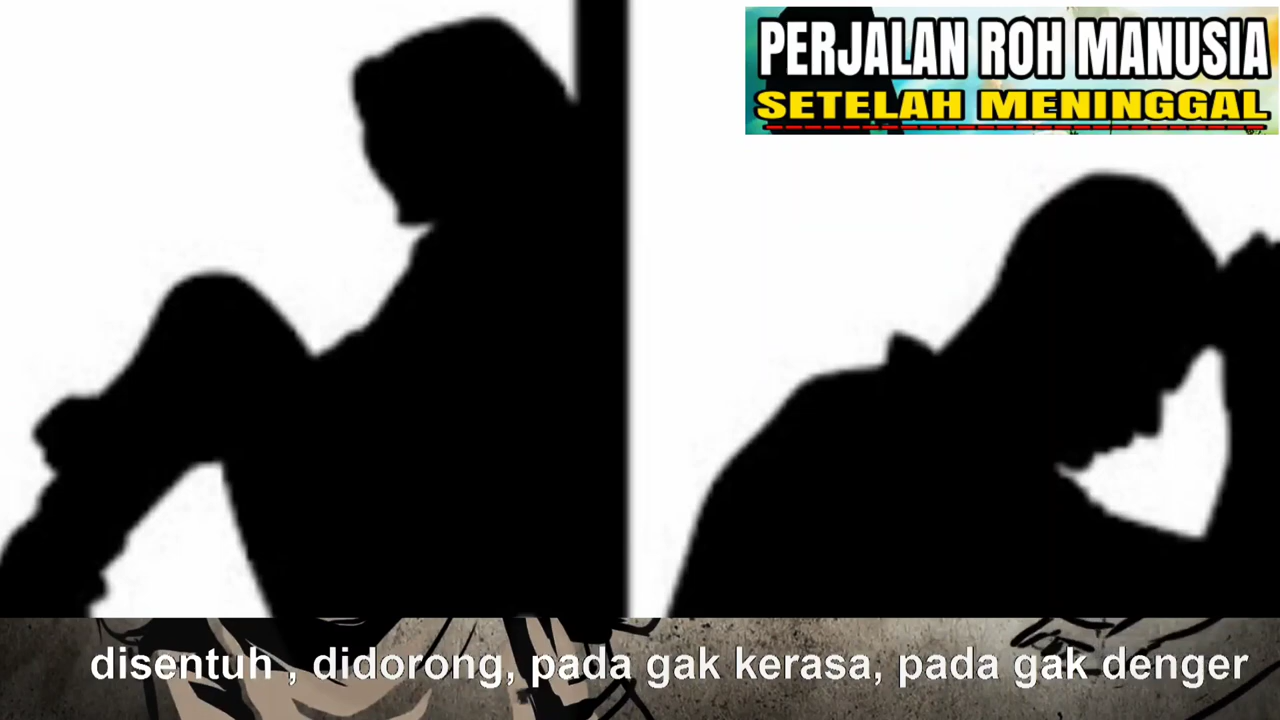 PERJALAN ROH MANUSIA
SETELAH MENINGGAL
disentuh , didorong, pada gak kerasa, pada gak denger